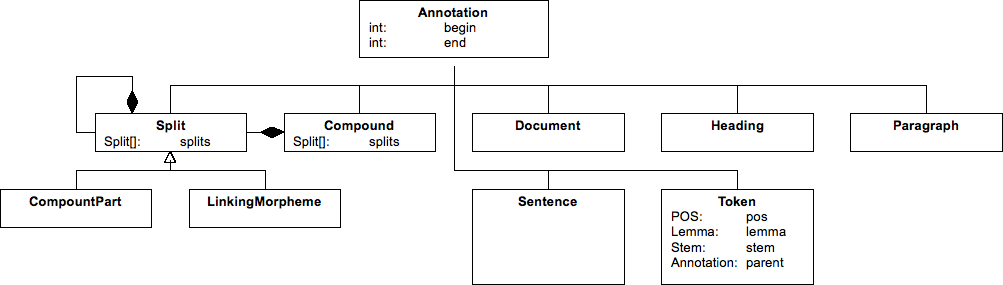 Annotation
int: begin
int: end
Split
Split[]: splits
Compound
Split[]: splits
Document
Heading
Paragraph
CompountPart
LinkingMorpheme
Sentence
Token
POS: pos
Lemma: lemma
Stem: stem
Annotation: parent